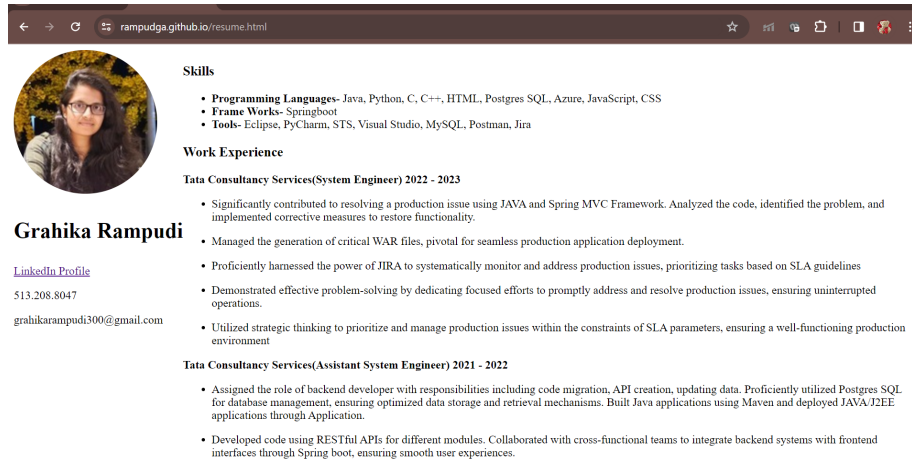 rampudga.github.io/resume.html
Grahika Rampudi
LinkedIn Profile
513.208.8047
grahikarampudi300@gmail.com
Skills
• Programming Languages- Java, Python, C, C++, HTML, Postgres SQL, Azure, JavaScript, CSS
• Frame Works- Springboot
• Tools- Eclipse, PyCharm, STS, Visual Studio, MySQL, Postman, Jira
Work Experience
Tata Consultancy Services(System Engineer) 2022 - 2023
• Significantly contributed to resolving a production issue using JAVA and Spring MVC Framework. Analyzed the code, identified the problem, and
implemented corrective measures to restore functionality.
• Managed the generation of critical WAR files, pivotal for seamless production application deployment.
• Proficiently harnessed the power of JIRA to systematically monitor and address production issues, prioritizing tasks based on SLA guidelines
• Demonstrated effective problem-solving by dedicating focused efforts to promptly address and resolve production issues, ensuring uninterrupted
operations.
• Utilized strategic thinking to prioritize and manage production issues within the constraints of SLA parameters, ensuring a well-functioning production
environment
Tata Consultancy Services(Assistant System Engineer) 2021 - 2022
• Assigned the role of backend developer with responsibilities including code migration, API creation, updating data. Proficiently utilized Postgres SQL
for database management, ensuring optimized data storage and retrieval mechanisms. Built Java applications using Maven and deployed JAVA/J2EE
applications through Application.
• Developed code using RESTful APIs for different modules. Collaborated with cross-functional teams to integrate backend systems with frontend
interfaces through Spring boot, ensuring smooth user experiences.